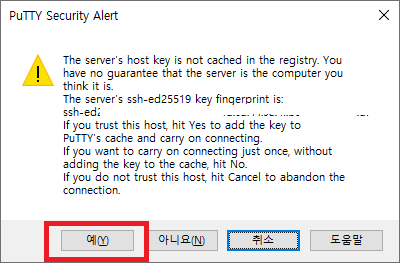 PuTTY Security Alert
The server's host key is not cached in the registry. You
have no guarantee that the server is the computer you
think it is.
The server's ssh-ed25519 key fingerprint is:
ssh-ed2
If you trust this host, hit Yes to add the key to
PuTTY's cache and carry on connecting.
If you want to carry on connecting just once, without
adding the key to the cache, hit No.
If you do not trust this host, hit Cancel to abandon the
connection.
예(Y) 아니요(N) 취소 도움말